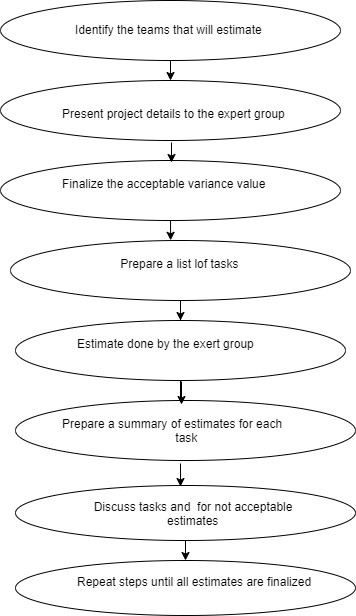 Identify the teams that will estimate
Present project details to the expert group
Finalize the acceptable variance value
Prepare a list lof tasks
Estimate done by the exert group
Prepare a summary of estimates for each
task
Discuss tasks and for not acceptable
estimates
Repeat steps until all estimates are finalized